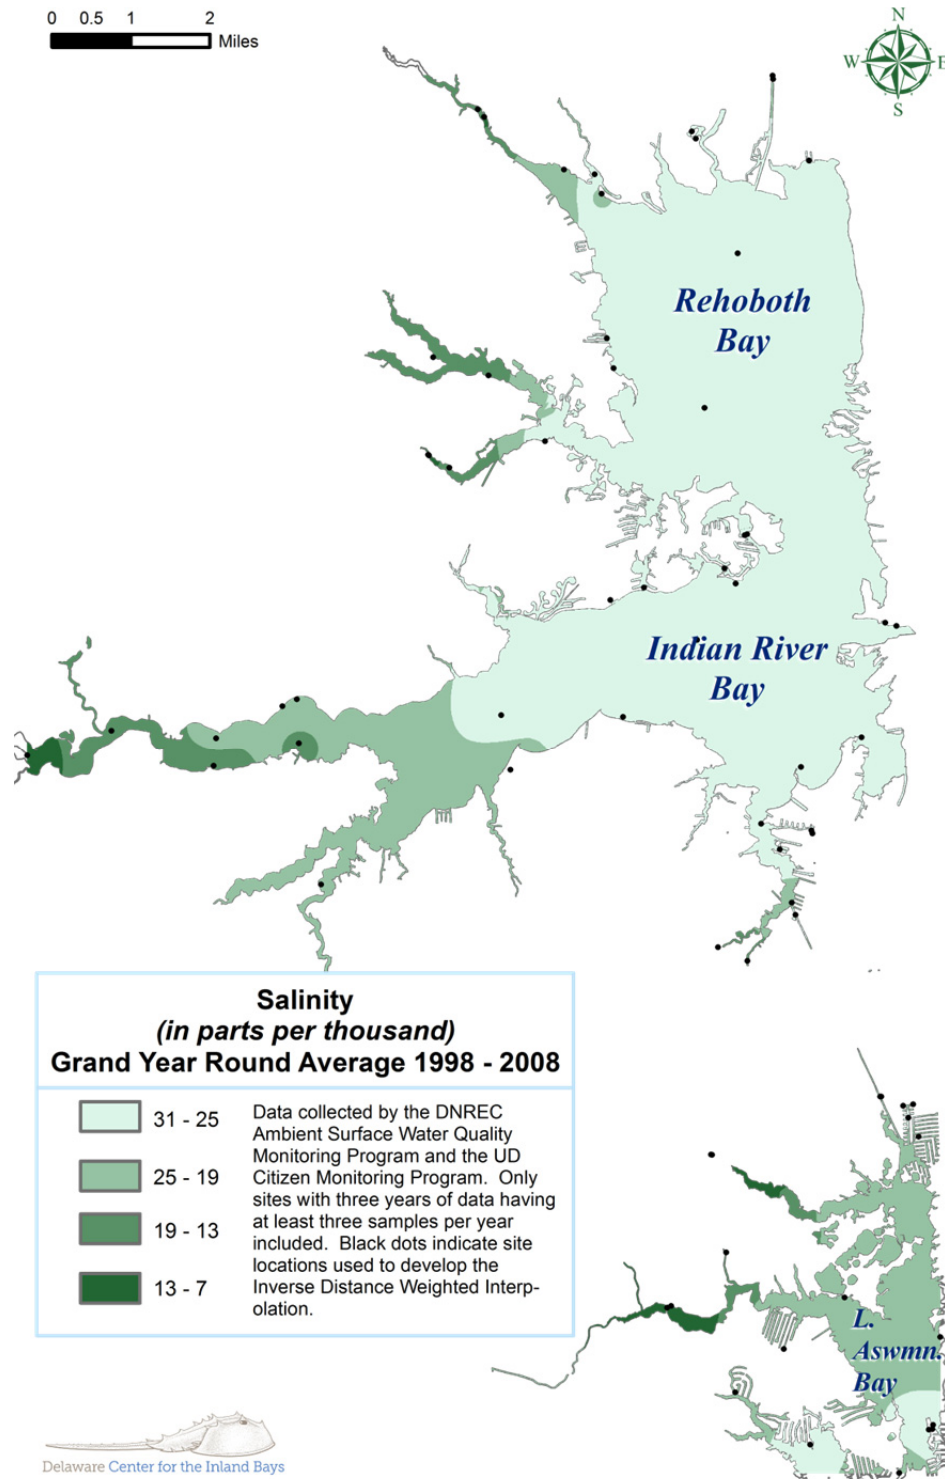 0 0.5 1 2
Miles
N
W E
S
Rehoboth
Bay
Indian River
Bay
Salinity
(in parts per thousand)
Grand Year Round Average 1998 - 2008
31 - 25
25 - 19
19 - 13
13 - 7
Data collected by the DNREC
Ambient Surface Water Quality
Monitoring Program and the UD
Citizen Monitoring Program. Only
sites with three years of data having
at least three samples per year
included. Black dots indicate site
locations used to develop the
Inverse Distance Weighted Interp-
olation.
L.
Aswmn.
Bay
Delaware Center for the Inland Bays